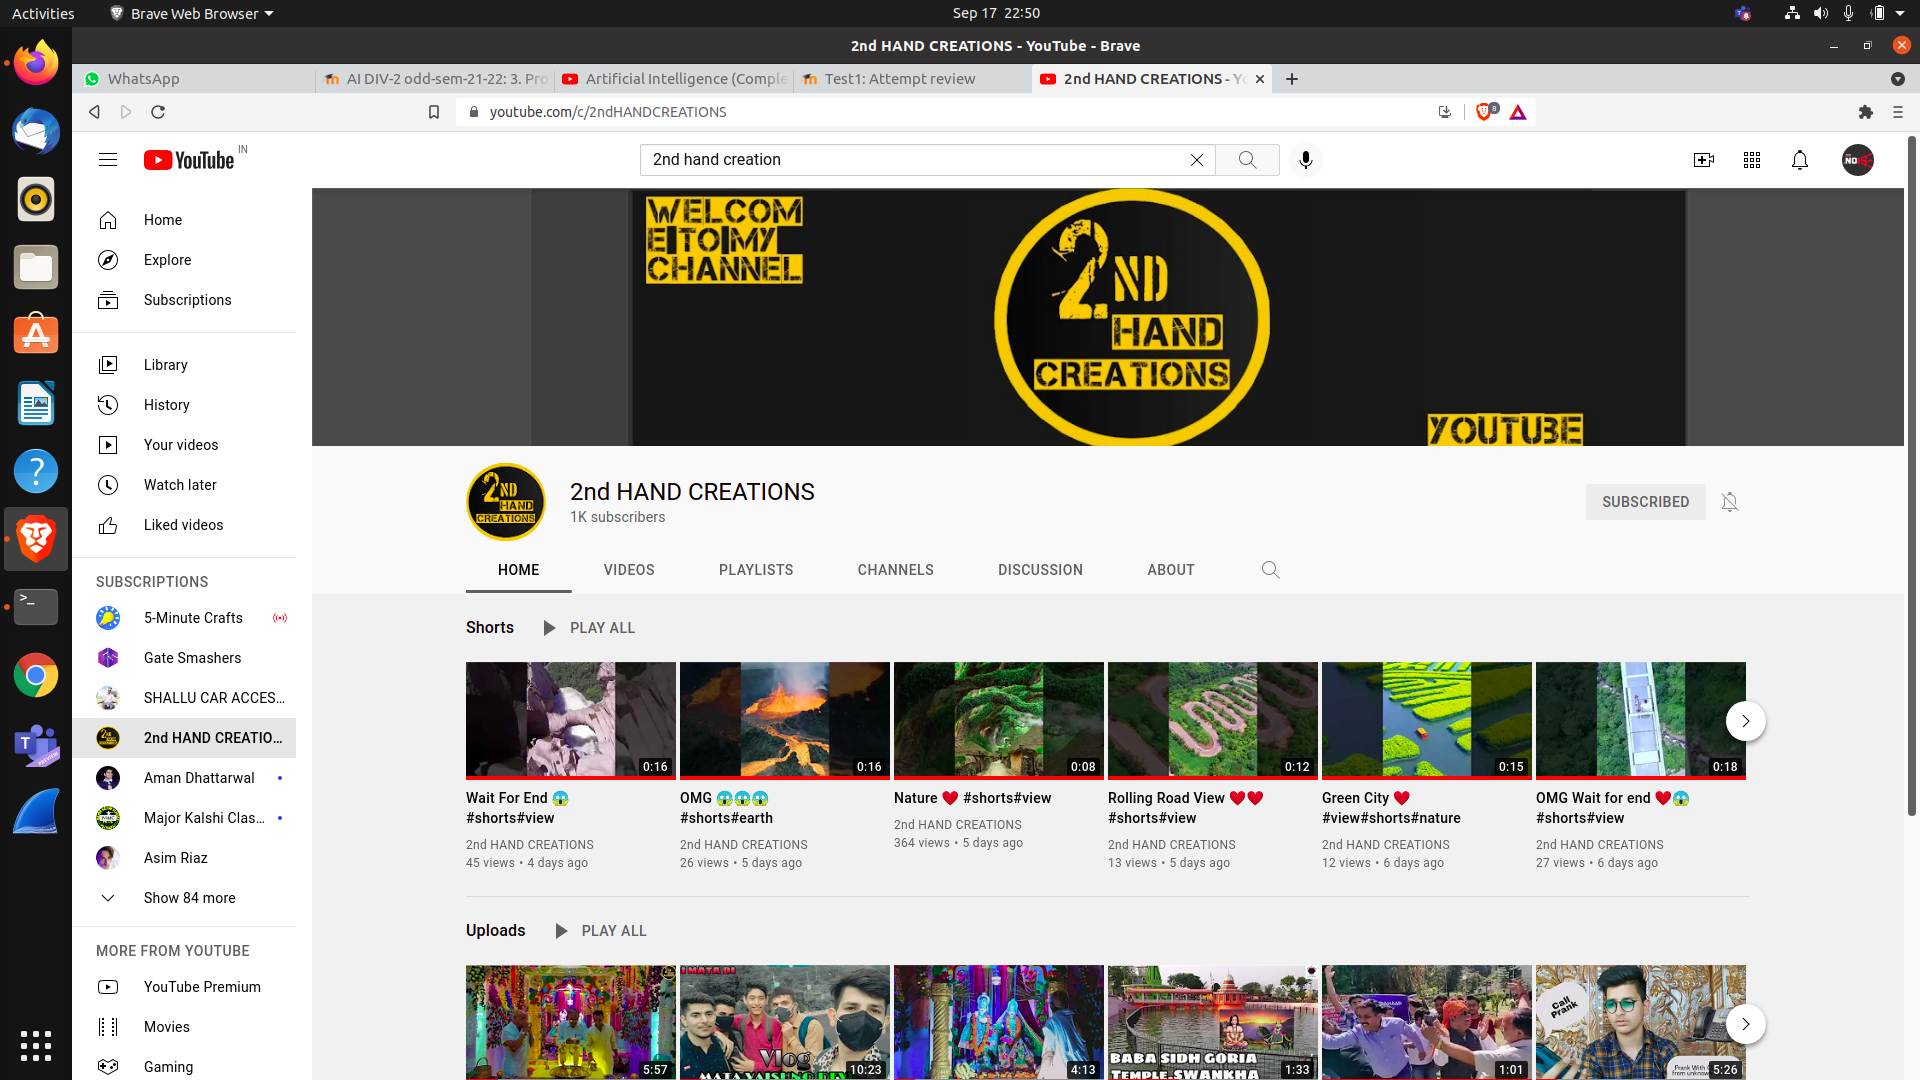 Activities
Brave Web Browser
Sep 17 22:50
2nd HAND CREATIONS - YouTube - Brave
WhatsApp
AI DIV-2 odd-sem-21-22: 3. Pro
Artificial Intelligence (Comple
Test1: Attempt review
2nd HAND CREATIONS - Yo
youtube.com/c/2ndHANDCREATIONS
8
YouTube
IN
2nd hand creation
Home
Explore
Subscriptions
Library
History
Your videos
Watch later
Liked videos
SUBSCRIPTIONS
5-Minute Crafts
Gate Smashers
SHALLU CAR ACCES...
2nd HAND CREATIO...
Aman Dhattarwal
Major Kalshi Clas...
Asim Riaz
Show 84 more
MORE FROM YOUTUBE
YouTube Premium
Movies
Gaming
WELCOM
E TO MY
CHANNEL
2ND
HAND
CREATIONS
YOUTUBE
2ND
HAND
CREATIONS
2nd HAND CREATIONS
1K subscribers
SUBSCRIBED
HOME
VIDEOS
PLAYLISTS
CHANNELS
DISCUSSION
ABOUT
Shorts
PLAY ALL
0:16
Wait For End 😱
#shorts#view
2nd HAND CREATIONS
45 views • 4 days ago
0:16
OMG 😱😱😱
#shorts#earth
2nd HAND CREATIONS
26 views • 5 days ago
0:08
Nature ❤️ #shorts#view
2nd HAND CREATIONS
364 views • 5 days ago
0:12
Rolling Road View ❤️❤️
#shorts#view
2nd HAND CREATIONS
13 views • 5 days ago
0:15
Green City ❤️
#view#shorts#nature
2nd HAND CREATIONS
12 views • 6 days ago
0:18
OMG Wait for end ❤️😱
#shorts#view
2nd HAND CREATIONS
27 views • 6 days ago
Uploads
PLAY ALL
5:57
I MATA DI
Vlog
MATA VAISHNO DEV
10:23
4:13
BABA SIDH GORIA
TEMPLE,SWANKHA
1:33
1:01
Call
Prank
Prank With
from unknow
5:26